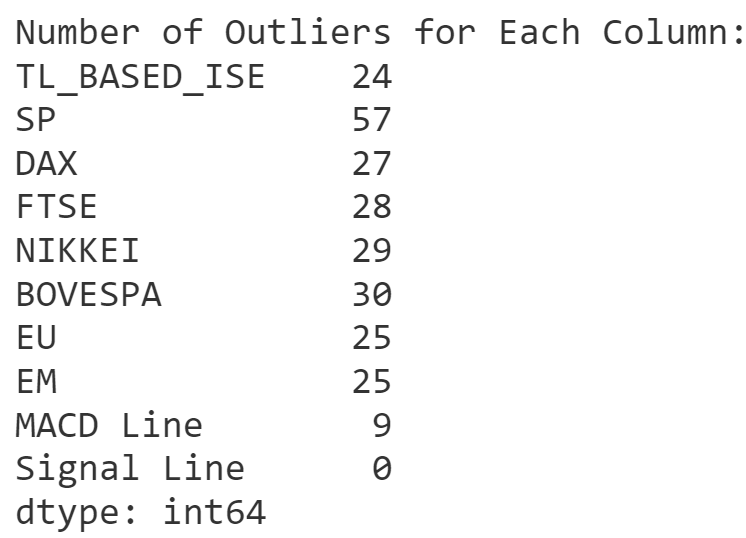 Number of Outliers for Each Column:
TL_BASED_ISE    24
SP              57
DAX             27
FTSE            28
NIKKEI          29
BOVESPA         30
EU              25
EM              25
MACD Line        9
Signal Line      0
dtype: int64